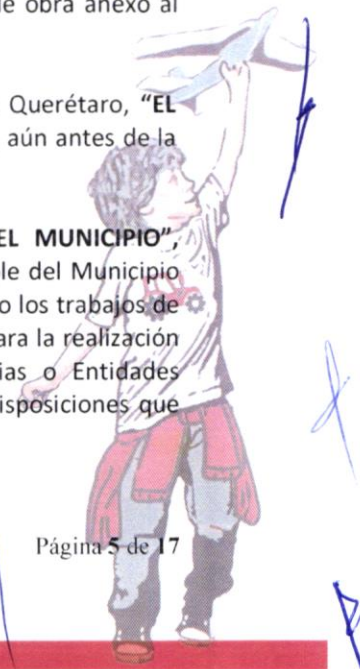 de obra anexo al
Querétaro, “EL
aún antes de la
EL MUNICIPIO”,
le del Municipio
o los trabajos de
ara la realización
ias o Entidades
isposiciones que
Página 5 de 17